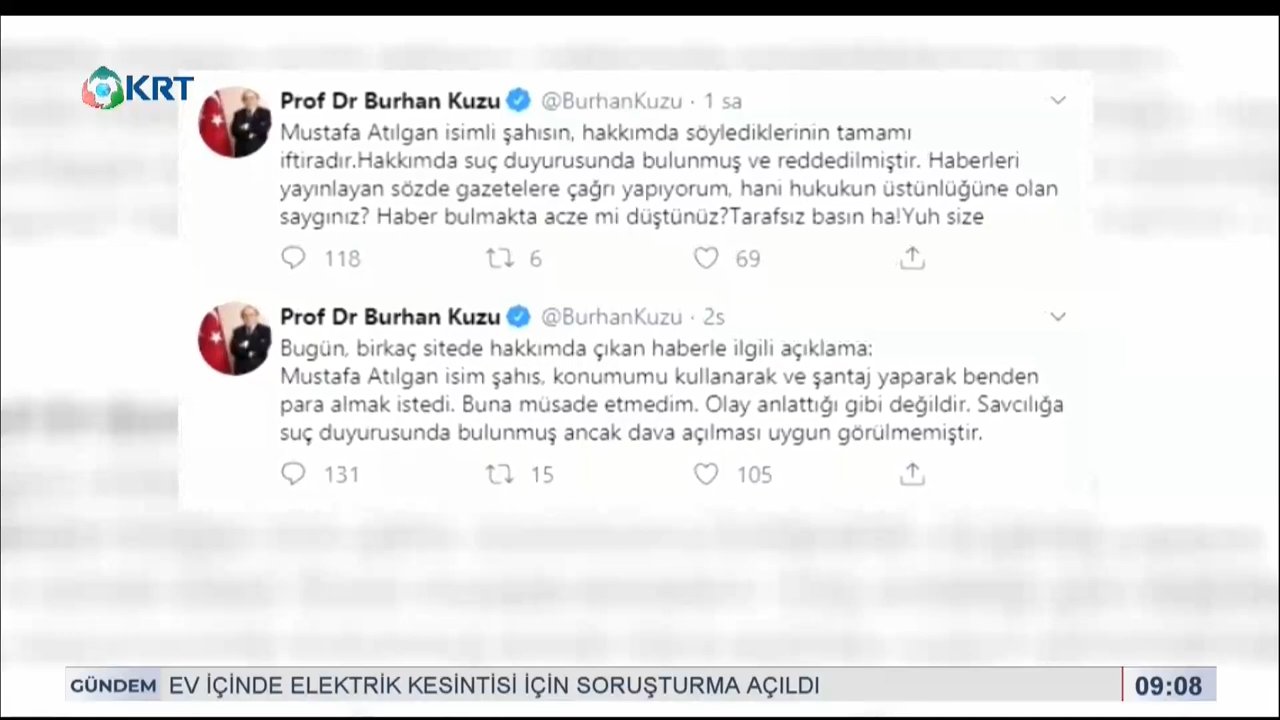 KRT
Prof Dr Burhan Kuzu @BurhanKuzu · 1 sa
Mustafa Atılgan isimli şahısın, hakkımda söylediklerinin tamamı
iftiradır.Hakkımda suç duyurusunda bulunmuş ve reddedilmiştir. Haberleri
yayınlayan sözde gazetelere çağrı yapıyorum, hani hukukun üstünlüğüne olan
saygınız? Haber bulmakta acze mi düştünüz?Tarafsız basın ha!Yuh size
118 6 69
Prof Dr Burhan Kuzu @BurhanKuzu · 2s
Bugün, birkaç sitede hakkımda çıkan haberle ilgili açıklama:
Mustafa Atılgan isim şahıs, konumumu kullanarak ve şantaj yaparak benden
para almak istedi. Buna müsade etmedim. Olay anlattığı gibi değildir. Savcılığa
suç duyurusunda bulunmuş ancak dava açılması uygun görülmemiştir.
131 15 105
GÜNDEM EV İÇİNDE ELEKTRİK KESİNTİSİ İÇİN SORUŞTURMA AÇILDI 09:08